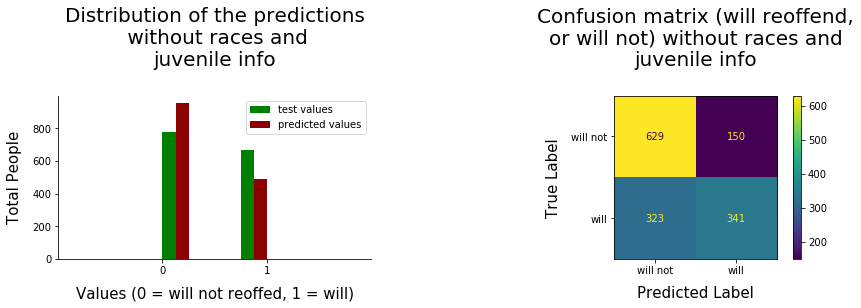 Distribution of the predictions
without races and
juvenile info
Total People
800
600
400
200
0
test values
predicted values
0
1
Values (0 = will not reoffed, 1 = will)
Confusion matrix (will reoffend,
or will not) without races and
juvenile info
True Label
will not
will
629
150
323
341
will not
will
Predicted Label
600
500
400
300
200